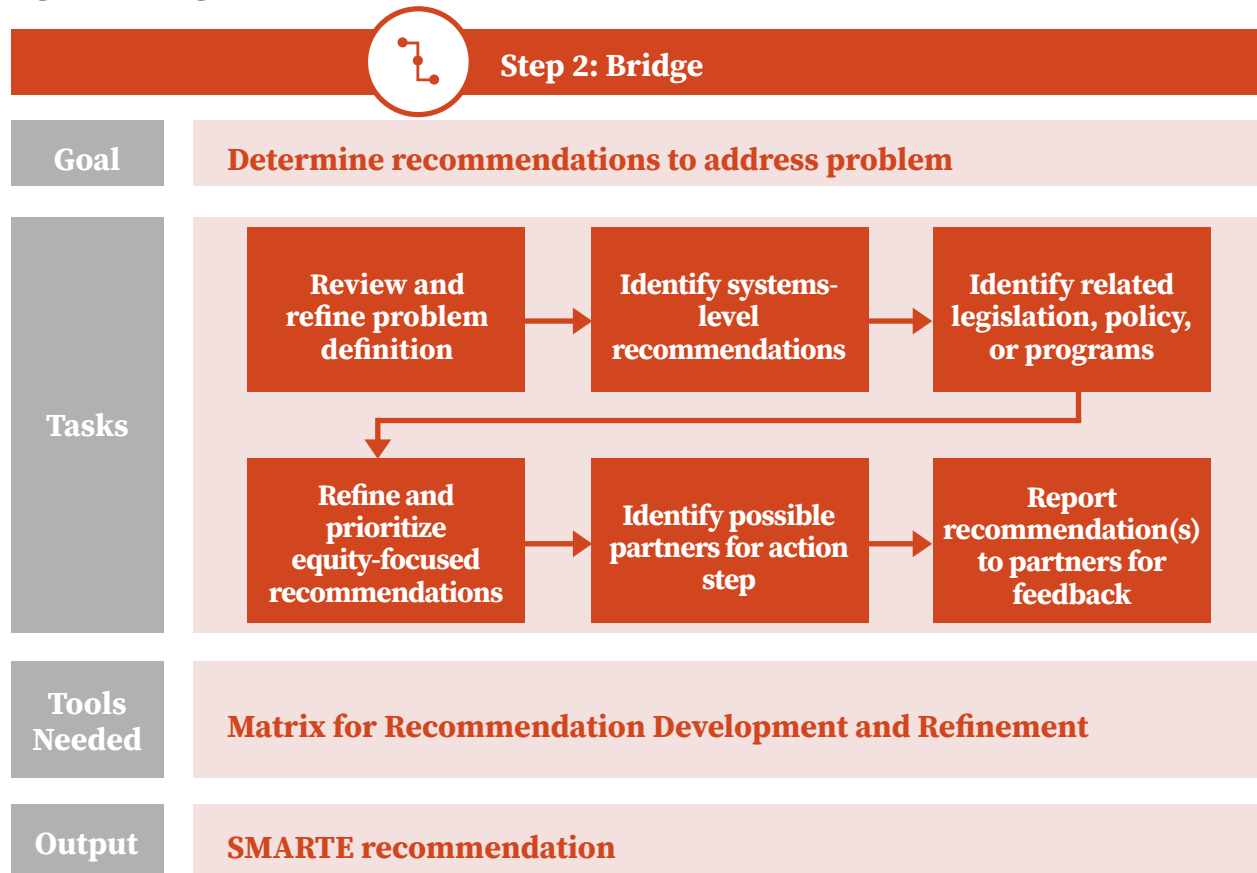 Step 2: Bridge
Goal
Determine recommendations to address problem
Tasks
Review and
refine problem
definition
Identify systems-
level
recommendations
Identify related
legislation, policy,
or programs
Refine and
prioritize
equity-focused
recommendations
Identify possible
partners for action
step
Report
recommendation(s)
to partners for
feedback
Tools
Needed
Matrix for Recommendation Development and Refinement
Output
SMARTE recommendation